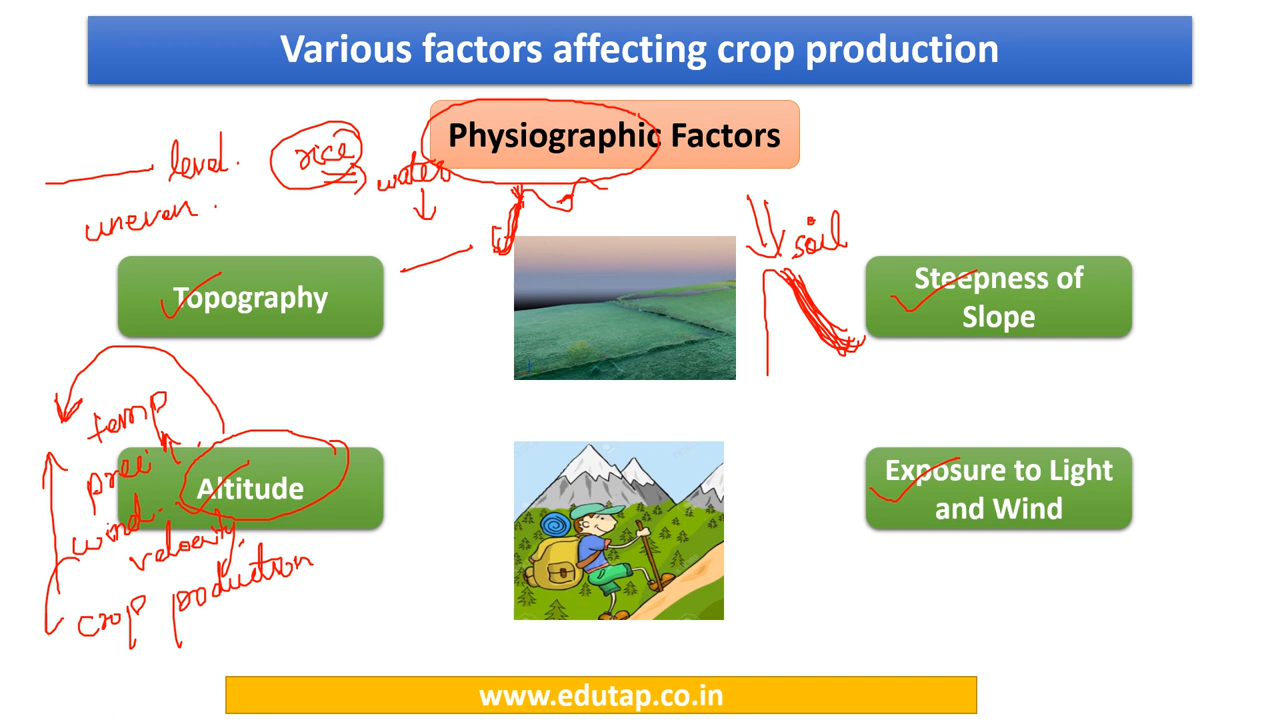 Various factors affecting crop production
Physiographic Factors
level.
rice
water
uneven.
soil
Topography
Steepness of
Slope
temp
wind.
velocity
crop production
Altitude
Exposure to Light
and Wind
www.edutap.co.in